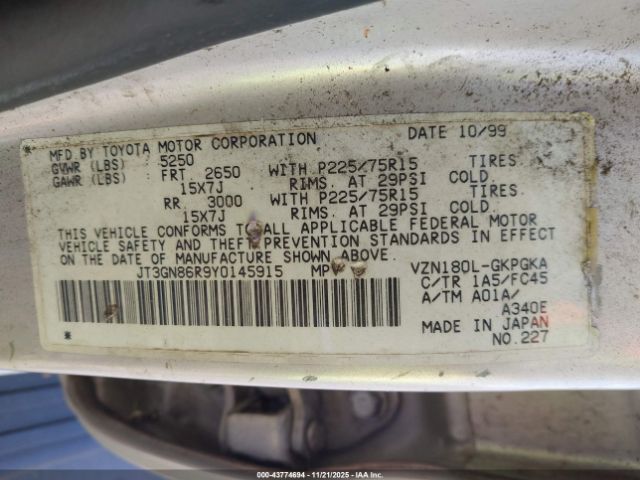 MFD BY TOYOTA MOTOR CORPORATION DATE 10/99
GVWR (LBS) 5250
GAWR (LBS): FRT 2650 WITH P225/75R15 TIRES
15X7J RIMS. AT 29PSI COLD.
RR 3000 WITH P225/75R15 TIRES
15X7J RIMS. AT 29PSI COLD.
THIS VEHICLE CONFORMS TO ALL APPLICABLE FEDERAL MOTOR
VEHICLE SAFETY AND THEFT PREVENTION STANDARDS IN EFFECT
ON THE DATE OF MANUFACTURE SHOWN ABOVE.
JT3GN86R9Y0145915 MPV VZN180L-GKPGKA
C/TR 1A5/FC45
A/TM A01A/
A340E
MADE IN JAPAN
NO.227
000-43774694 - 11/21/2025 - IAA Inc.